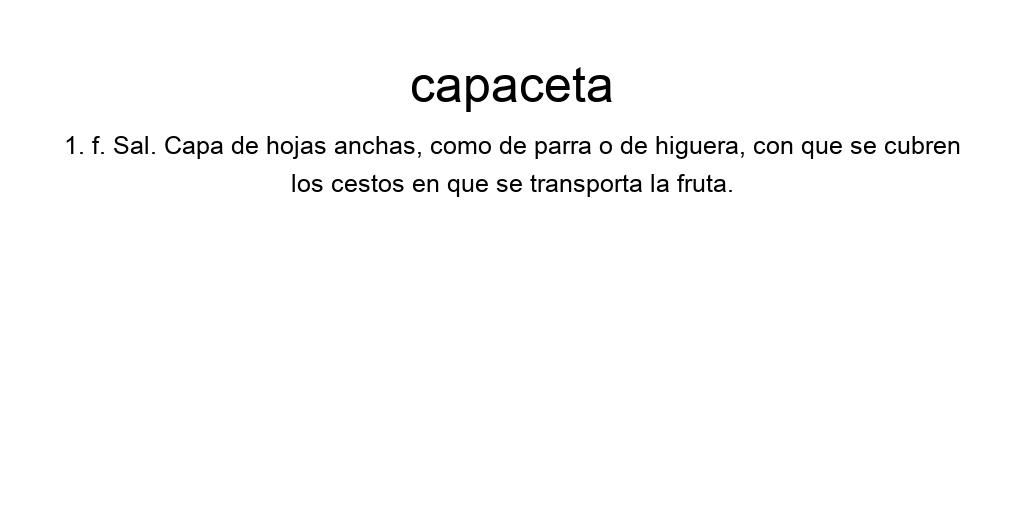 capaceta
1. f. Sal. Capa de hojas anchas, como de parra o de higuera, con que se cubren
los cestos en que se transporta la fruta.